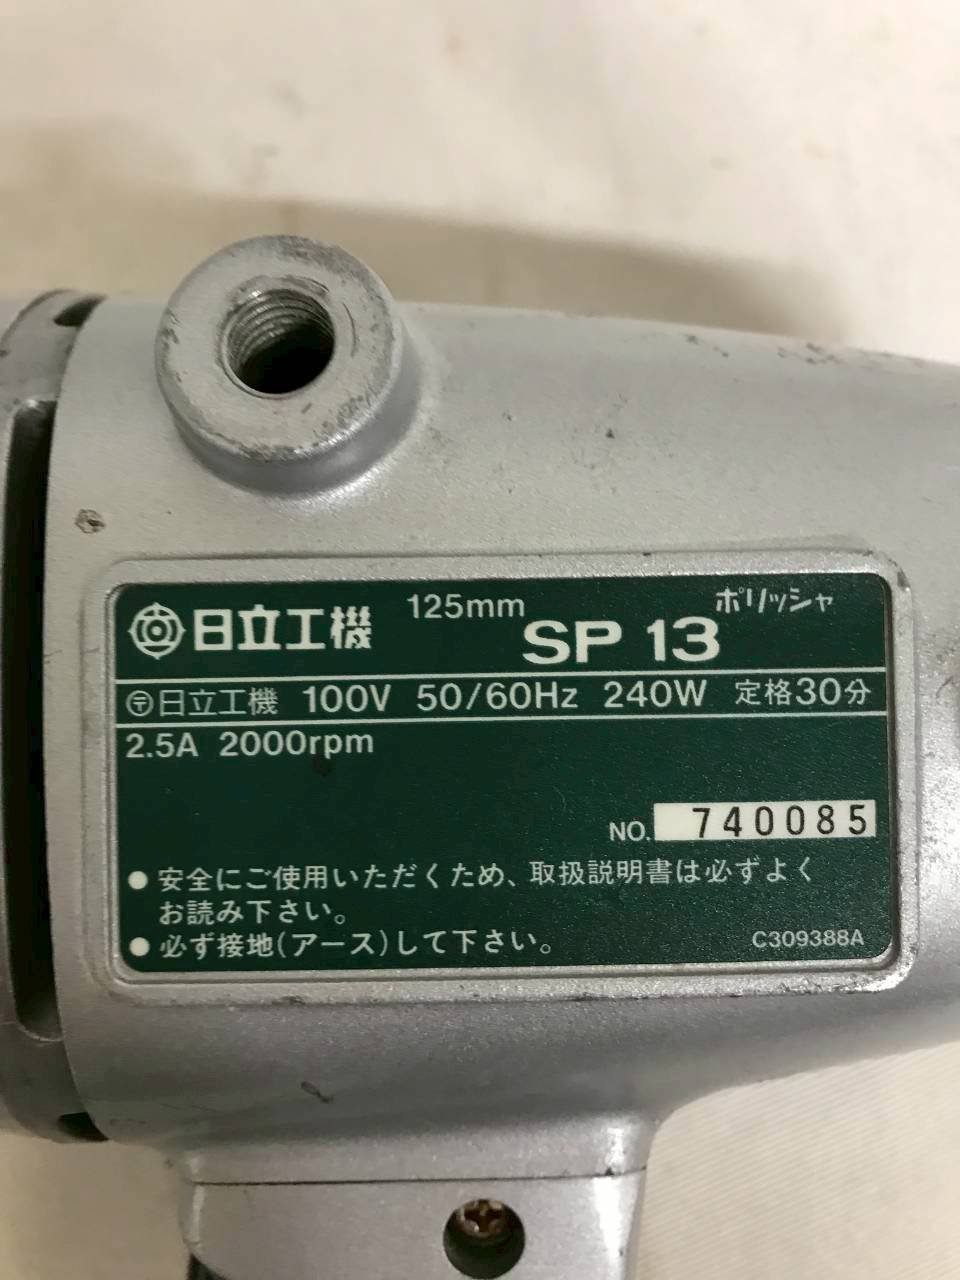 日立工機 125mm SP 13 ポリッシャ
〶日立工機 100V 50/60Hz 240W 定格30分
2.5A 2000rpm
NO. 740085
● 安全にご使用いただくため、取扱説明書は必ずよく
お読み下さい。
● 必ず接地(アース)して下さい。 C309388A